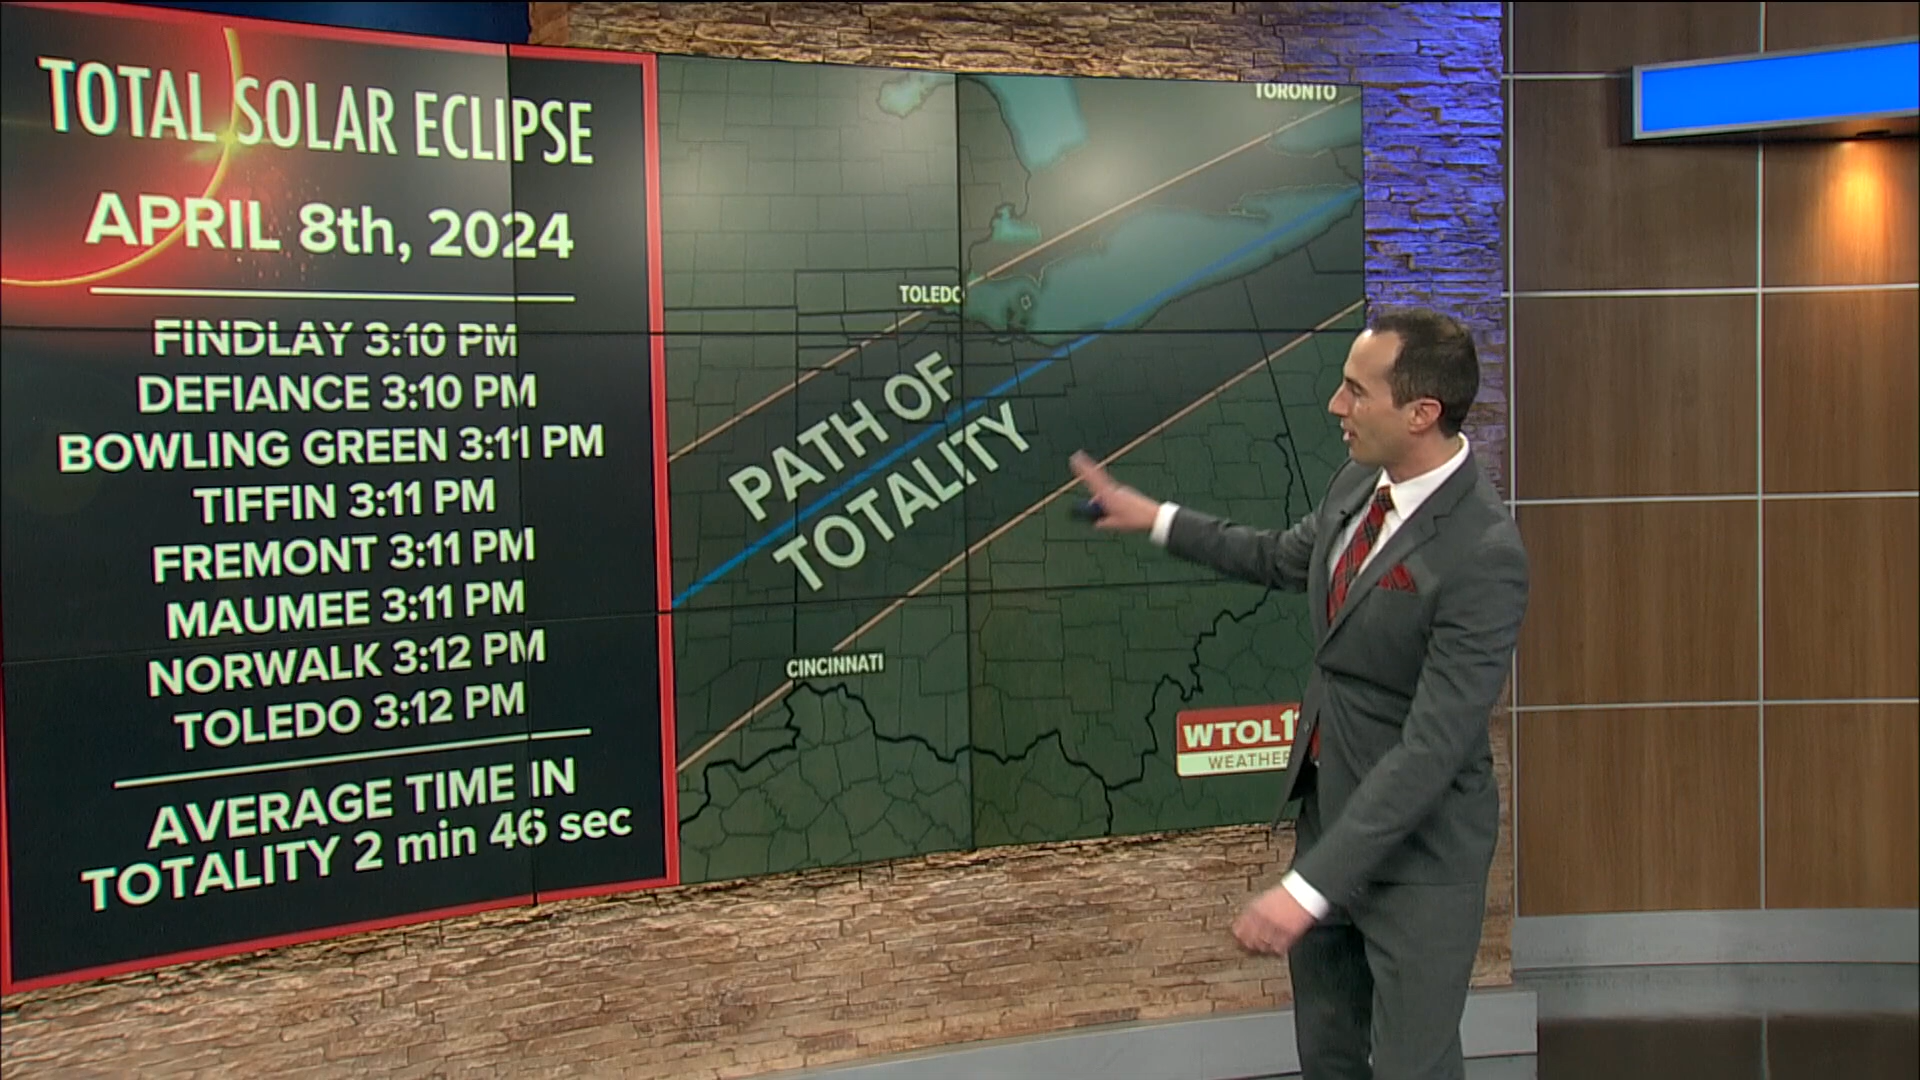 TOTAL SOLAR ECLIPSE
APRIL 8th, 2024
FINDLAY 3:10 PM
DEFIANCE 3:10 PM
BOWLING GREEN 3:11 PM
TIFFIN 3:11 PM
FREMONT 3:11 PM
MAUMEE 3:11 PM
NORWALK 3:12 PM
TOLEDO 3:12 PM
AVERAGE TIME IN
TOTALITY 2 min 46 sec
TORONTO
TOLEDO
PATH OF
TOTALITY
CINCINNATI
WTOL 11
WEATHER